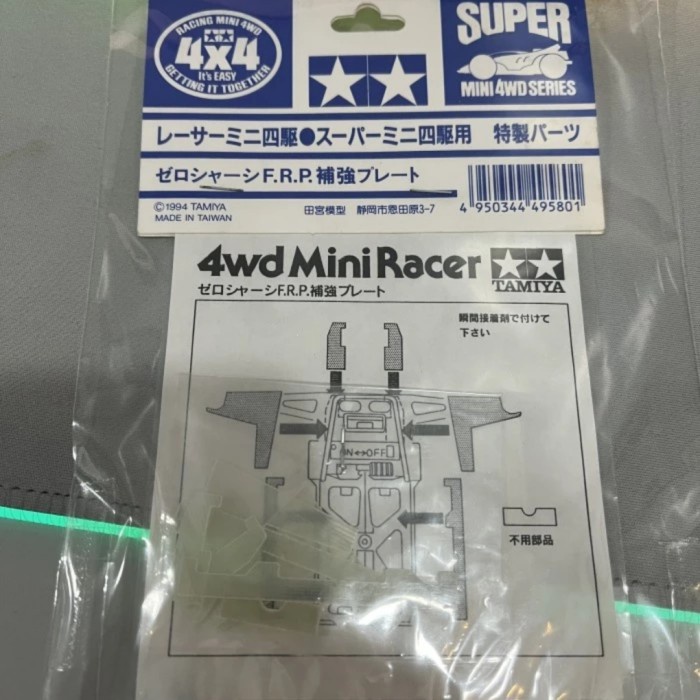 RACING MINI 4WD
4x4
It's EASY
GETTING IT TOGETHER
SUPER
MINI 4WD SERIES
レーサーミニ四駆●スーパーミニ四駆用 特製パーツ
ゼロシャーシF.R.P.補強プレート
©1994 TAMIYA
MADE IN TAIWAN
田宮模型 静岡市恩田原3-7
4 950344 495801
4wd Mini Racer
TAMIYA
ゼロシャーシF.R.P.補強プレート
瞬間接着剤で付けて
下さい
ON↔OFF
不用部品